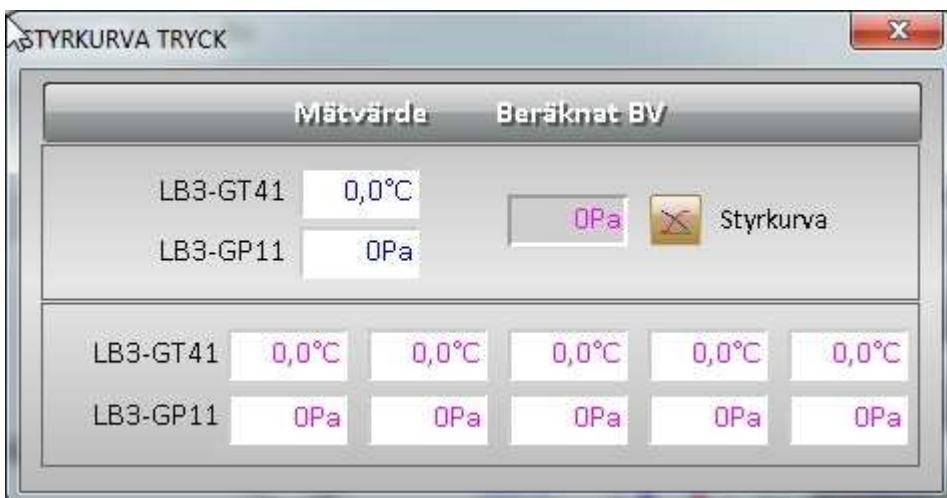 STYRKURVA TRYCK
Mätvärde Beräknat BV
LB3-GT41 0,0°C
0Pa Styrkurva
LB3-GP11 0Pa
LB3-GT41 0,0°C 0,0°C 0,0°C 0,0°C 0,0°C
LB3-GP11 0Pa 0Pa 0Pa 0Pa 0Pa